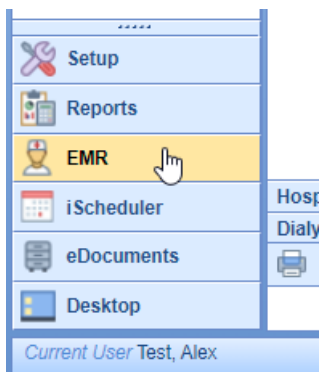 Setup
Reports
EMR
iScheduler
Hosp
eDocuments
Dialy
Desktop
Current User Test, Alex